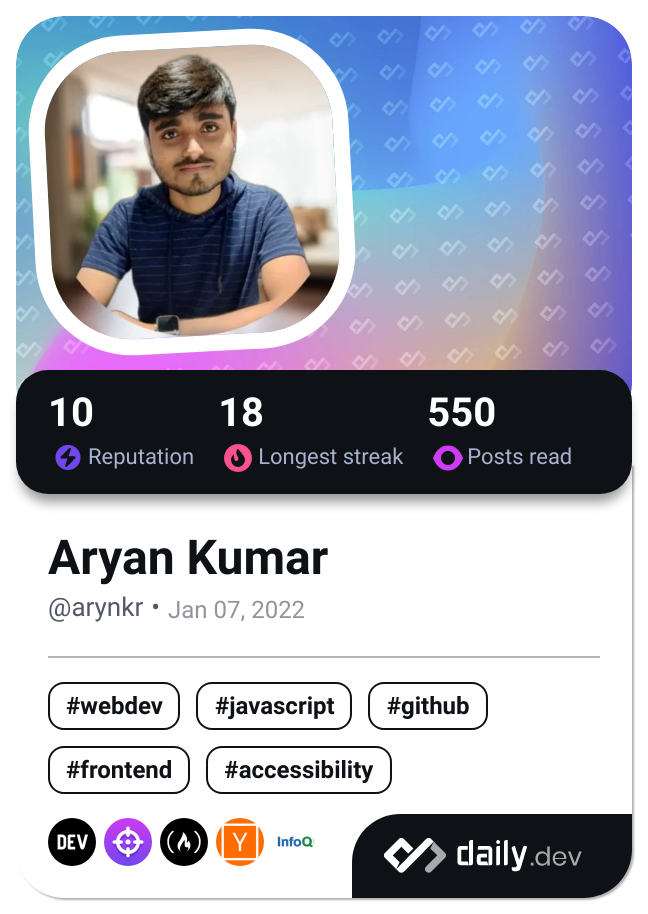 10 18 550
Reputation Longest streak Posts read
Aryan Kumar
@arynkr • Jan 07, 2022
#webdev #javascript #github
#frontend #accessibility
DEV Y InfoQ daily.dev